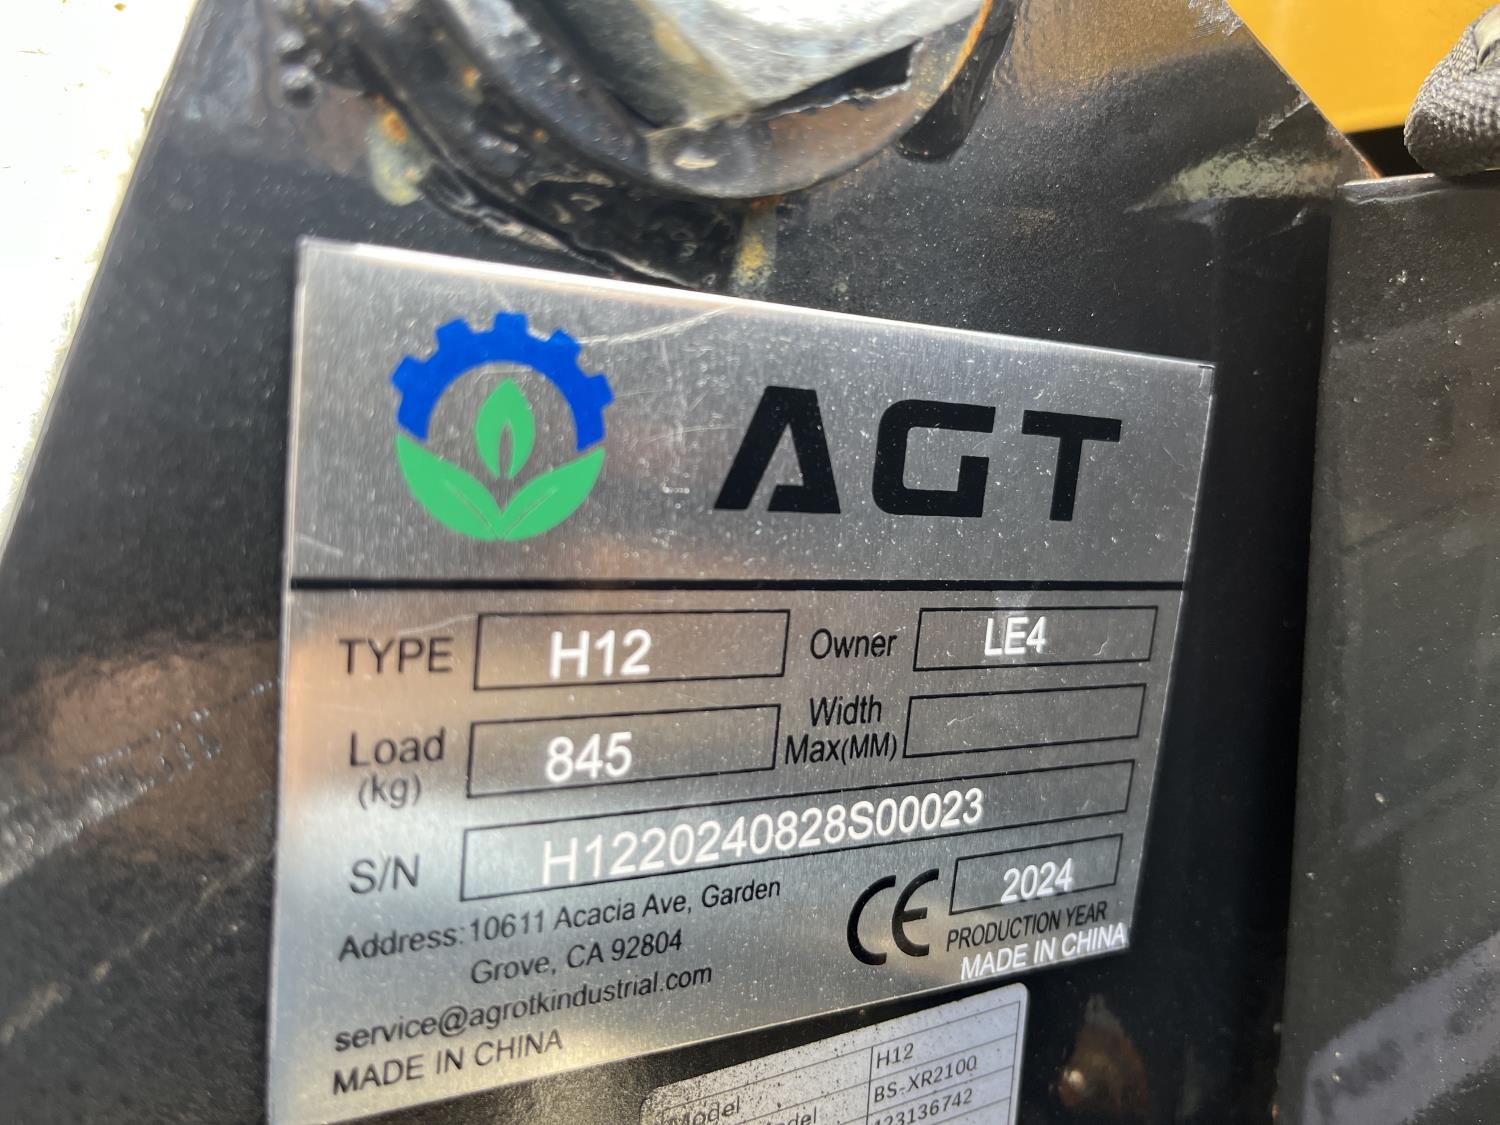 AGT
TYPE H12 Owner LE4
Load (kg) 845 Width Max(MM)
S/N H1220240828S00023
Address: 10611 Acacia Ave, Garden
Grove, CA 92804
service@agrotkindustrial.com
MADE IN CHINA
CE 2024
PRODUCTION YEAR
MADE IN CHINA
Model H12
BS-XR2100